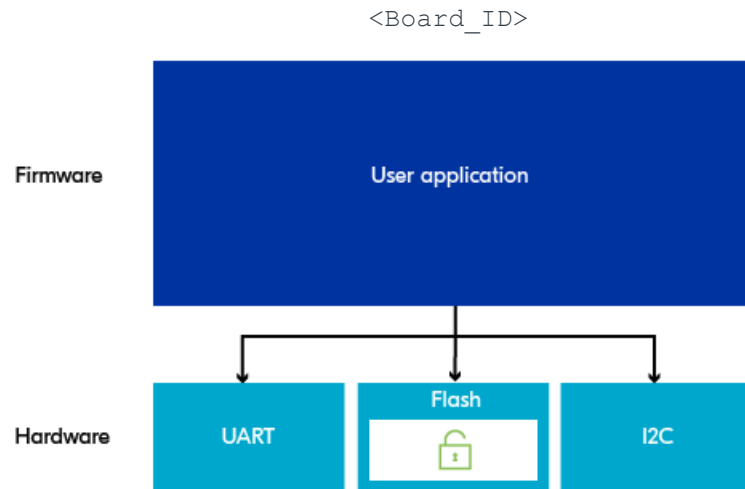 <Board_ID>
Firmware
User application
Flash
Hardware
UART
I2C